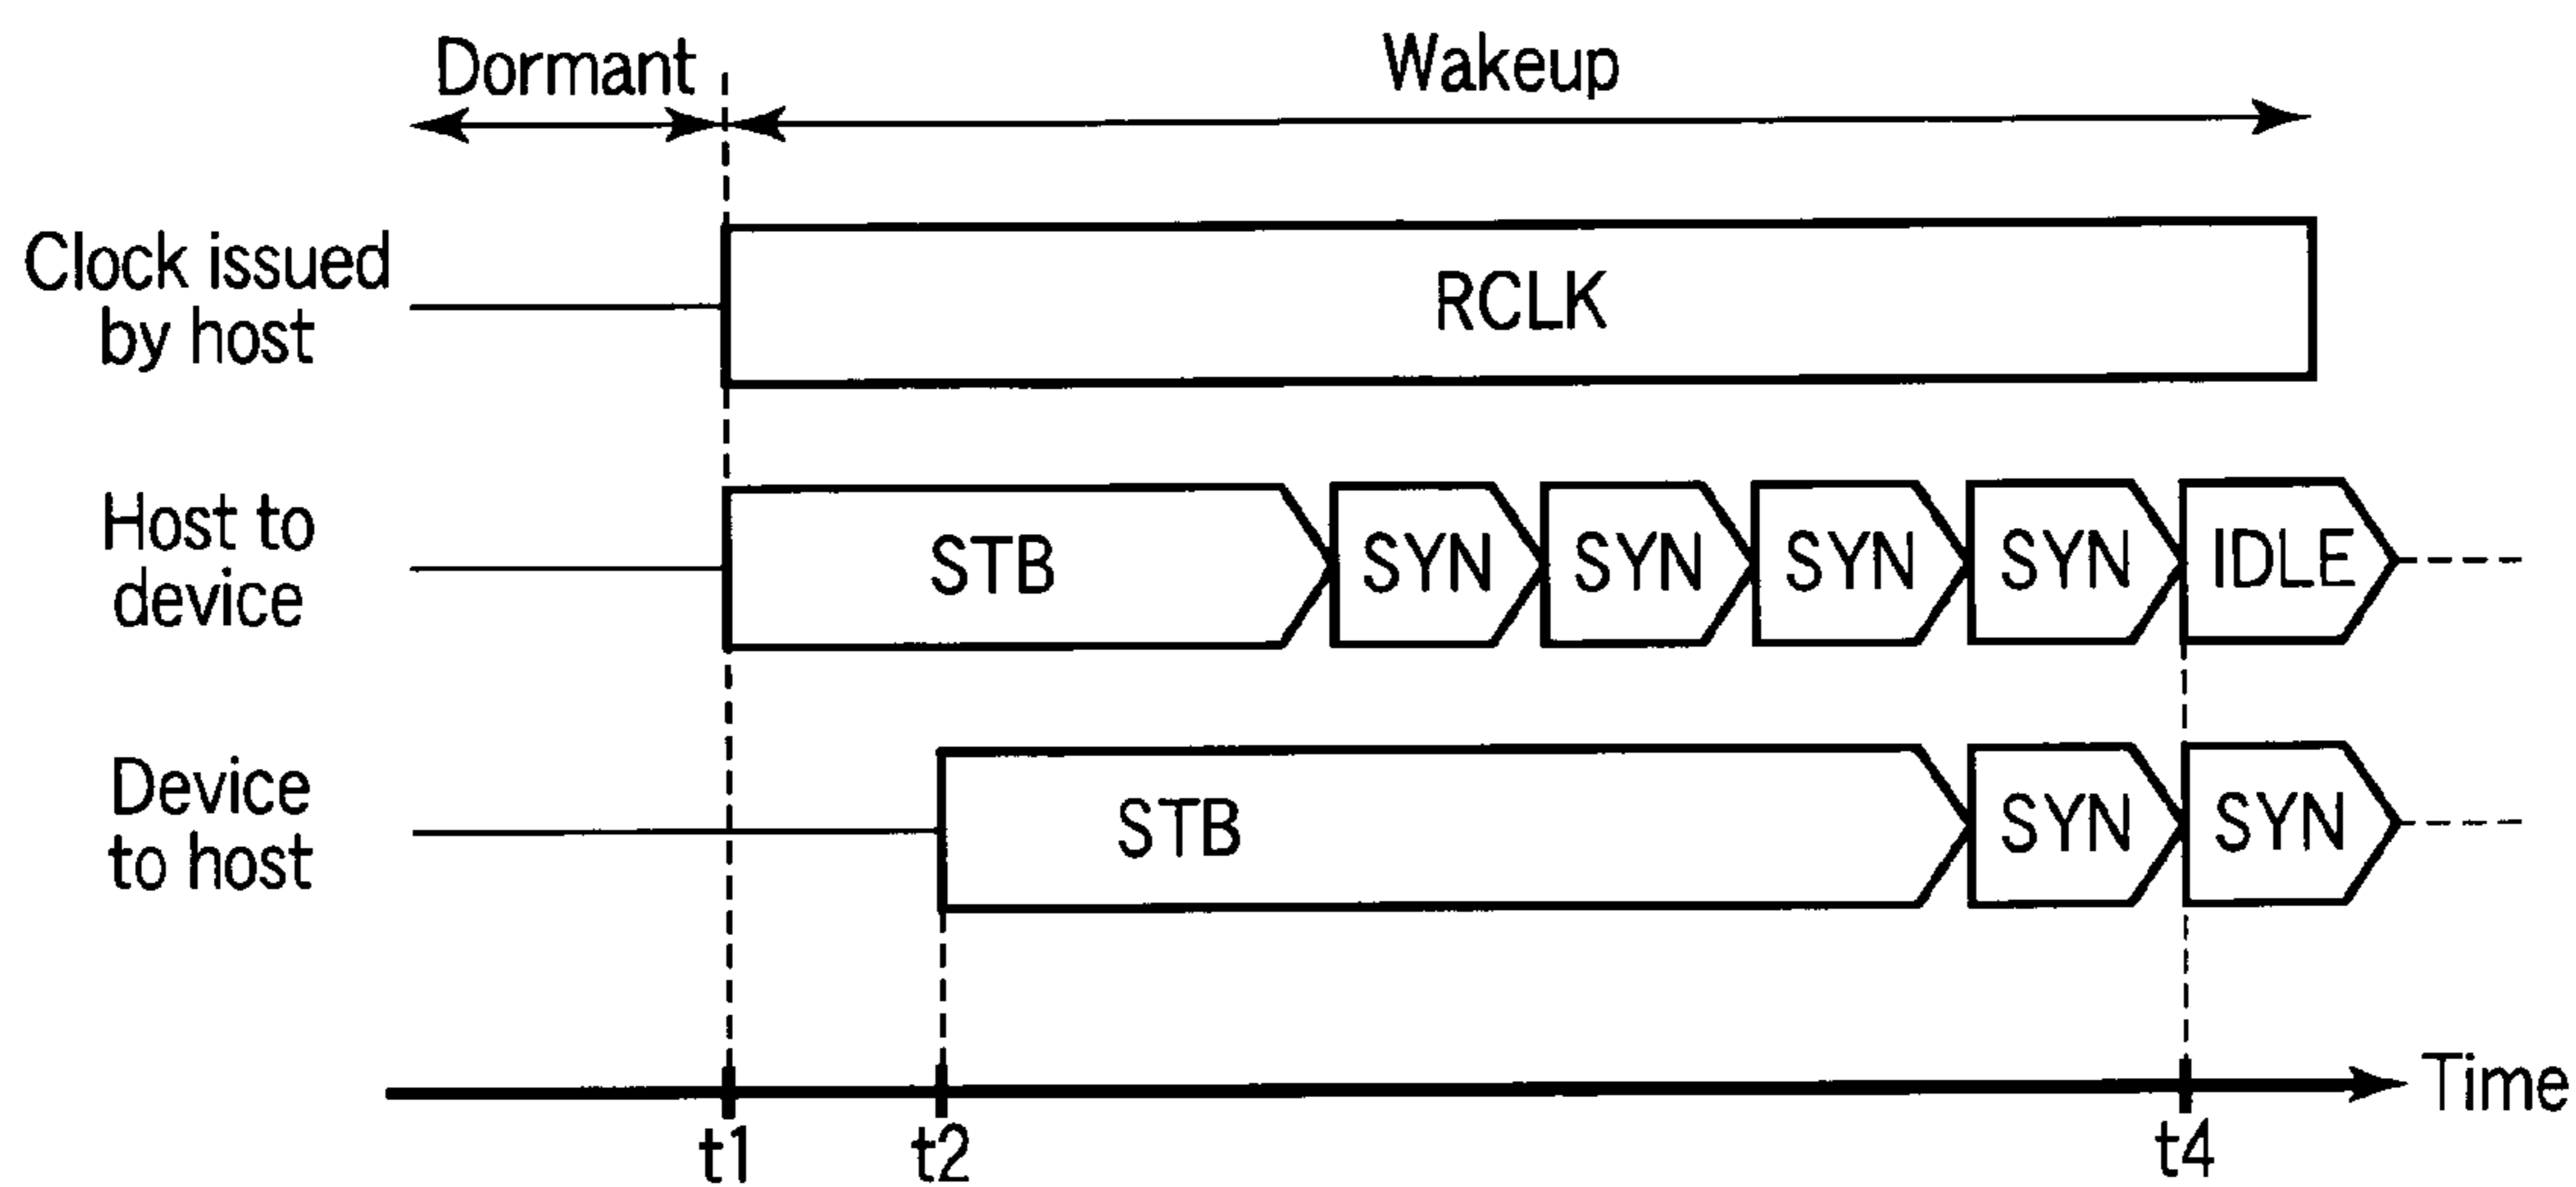 Dormant
Wakeup
Clock issued
by host
RCLK
Host to
device
STB
SYN
SYN
SYN
SYN
IDLE
Device
to host
STB
SYN
SYN
Time
t1
t2
t4